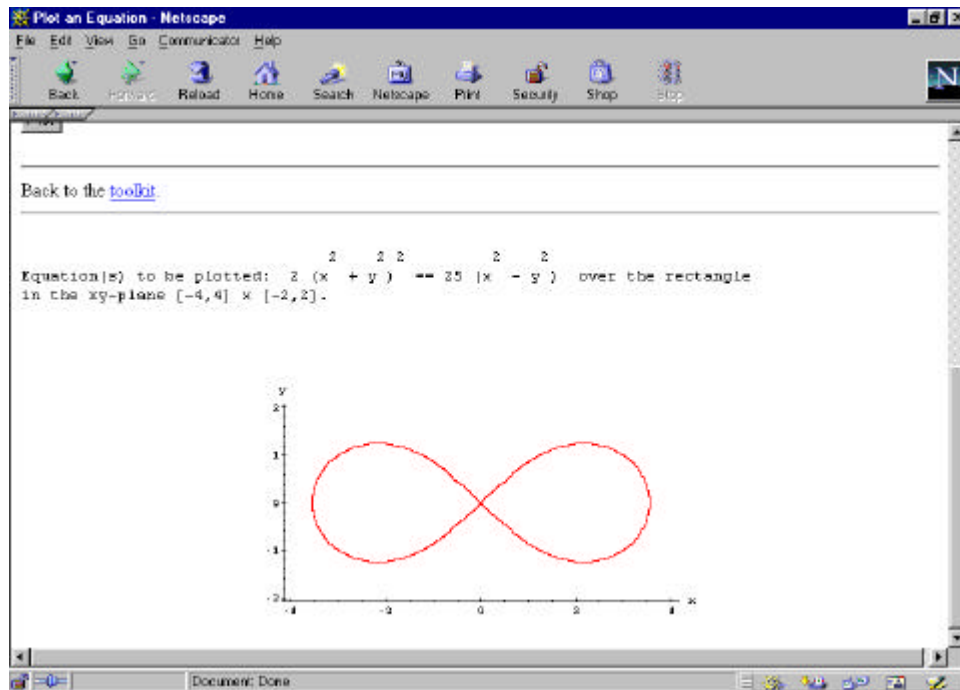 Plot an Equation - Netscape
File Edit View Go Communicator Help
Back Forward Reload Home Search Netscape Print Security Shop Stop
Back to the toolkit.
2 2 2 2 2
Equation(s) to be plotted: 2 (x + y ) == 25 (x - y ) over the rectangle
in the xy-plane [-4,4] x [-2,2].
y
2
1
0
-1
-2
-4 -2 0 2 4 x
Document: Done